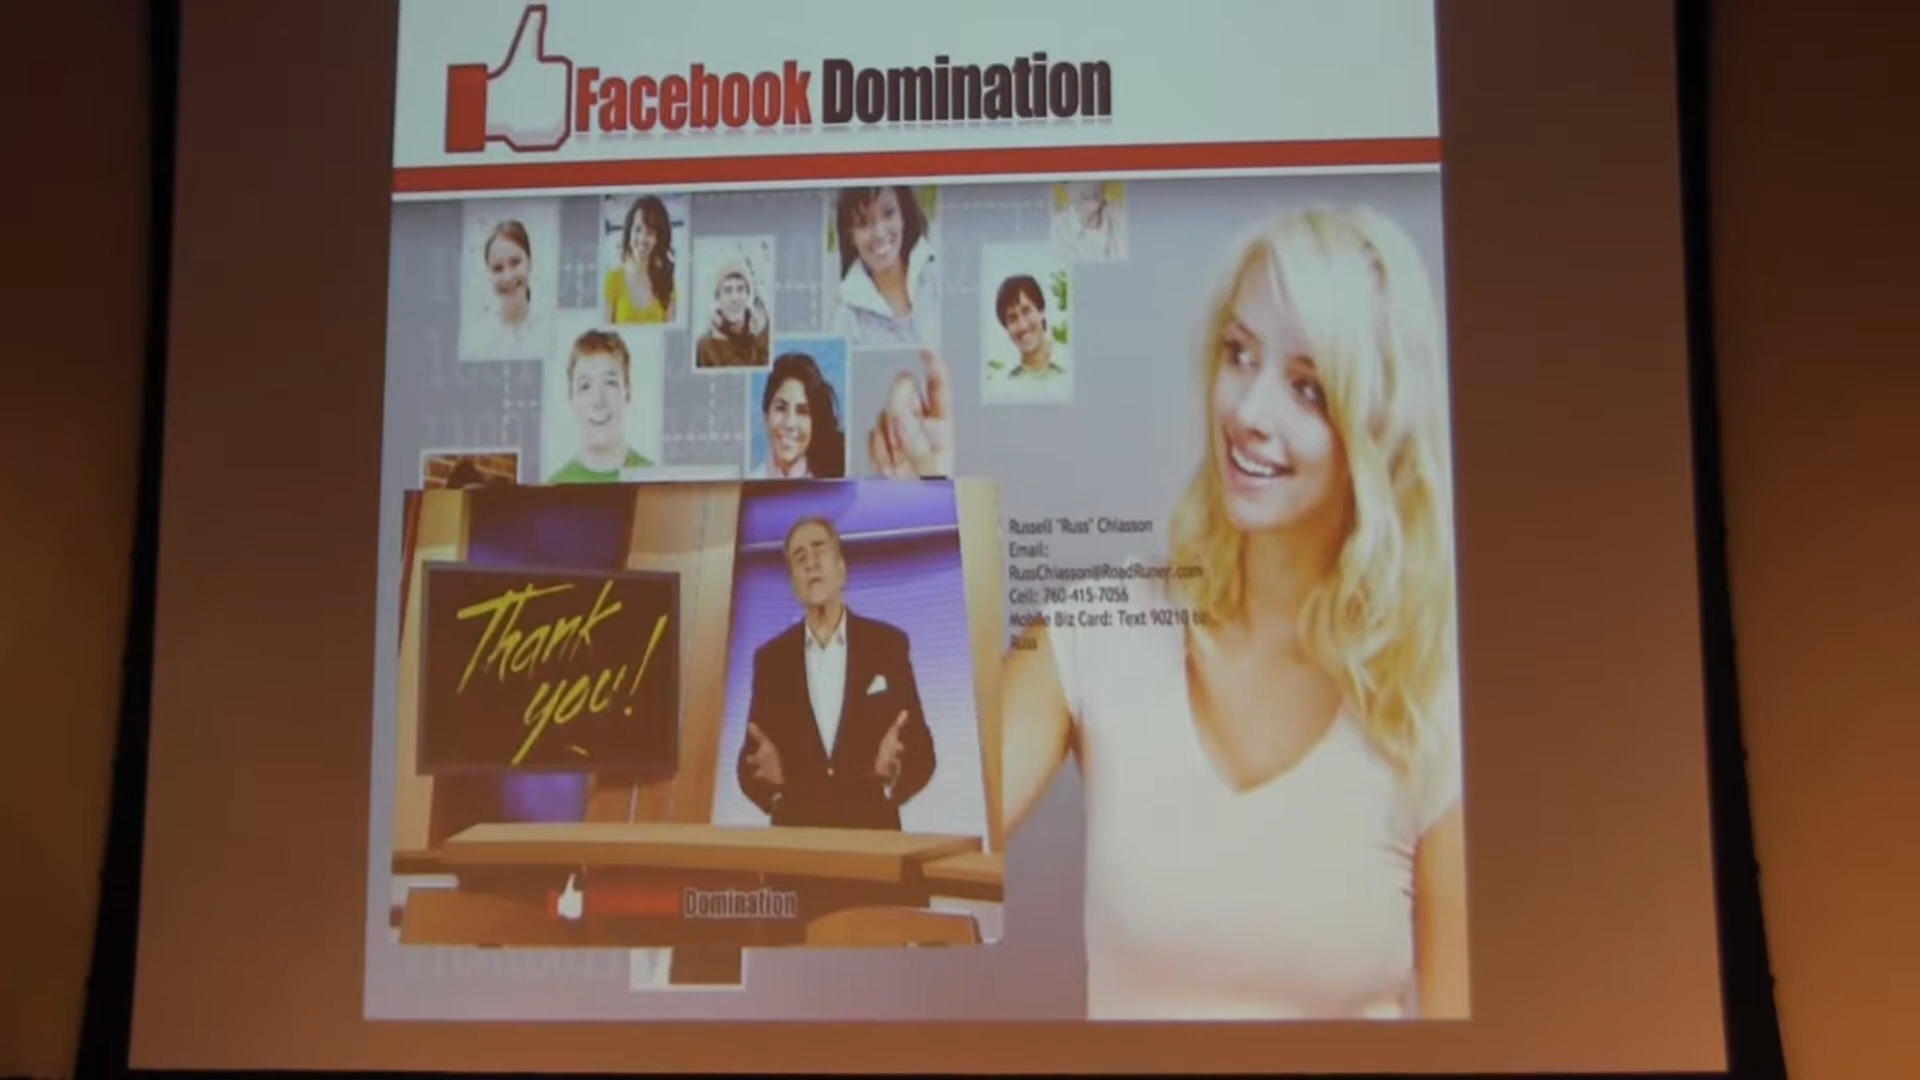 Facebook Domination
Russell "Russ" Chiasson
Email:
RussChiasson@RoadRuner.com
Cell: 760-415-7056
Mobile Biz Card: Text 90210 to
Russ
Thank
you!
Domination